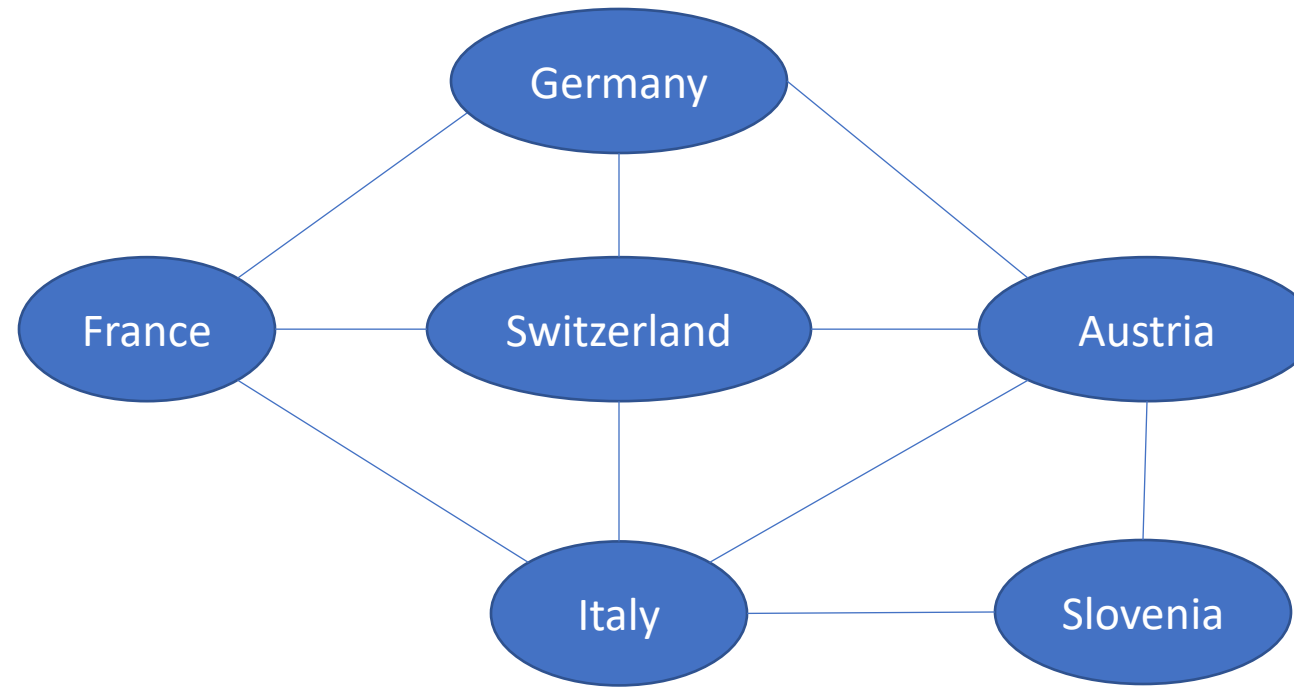 Germany
France
Switzerland
Austria
Italy
Slovenia